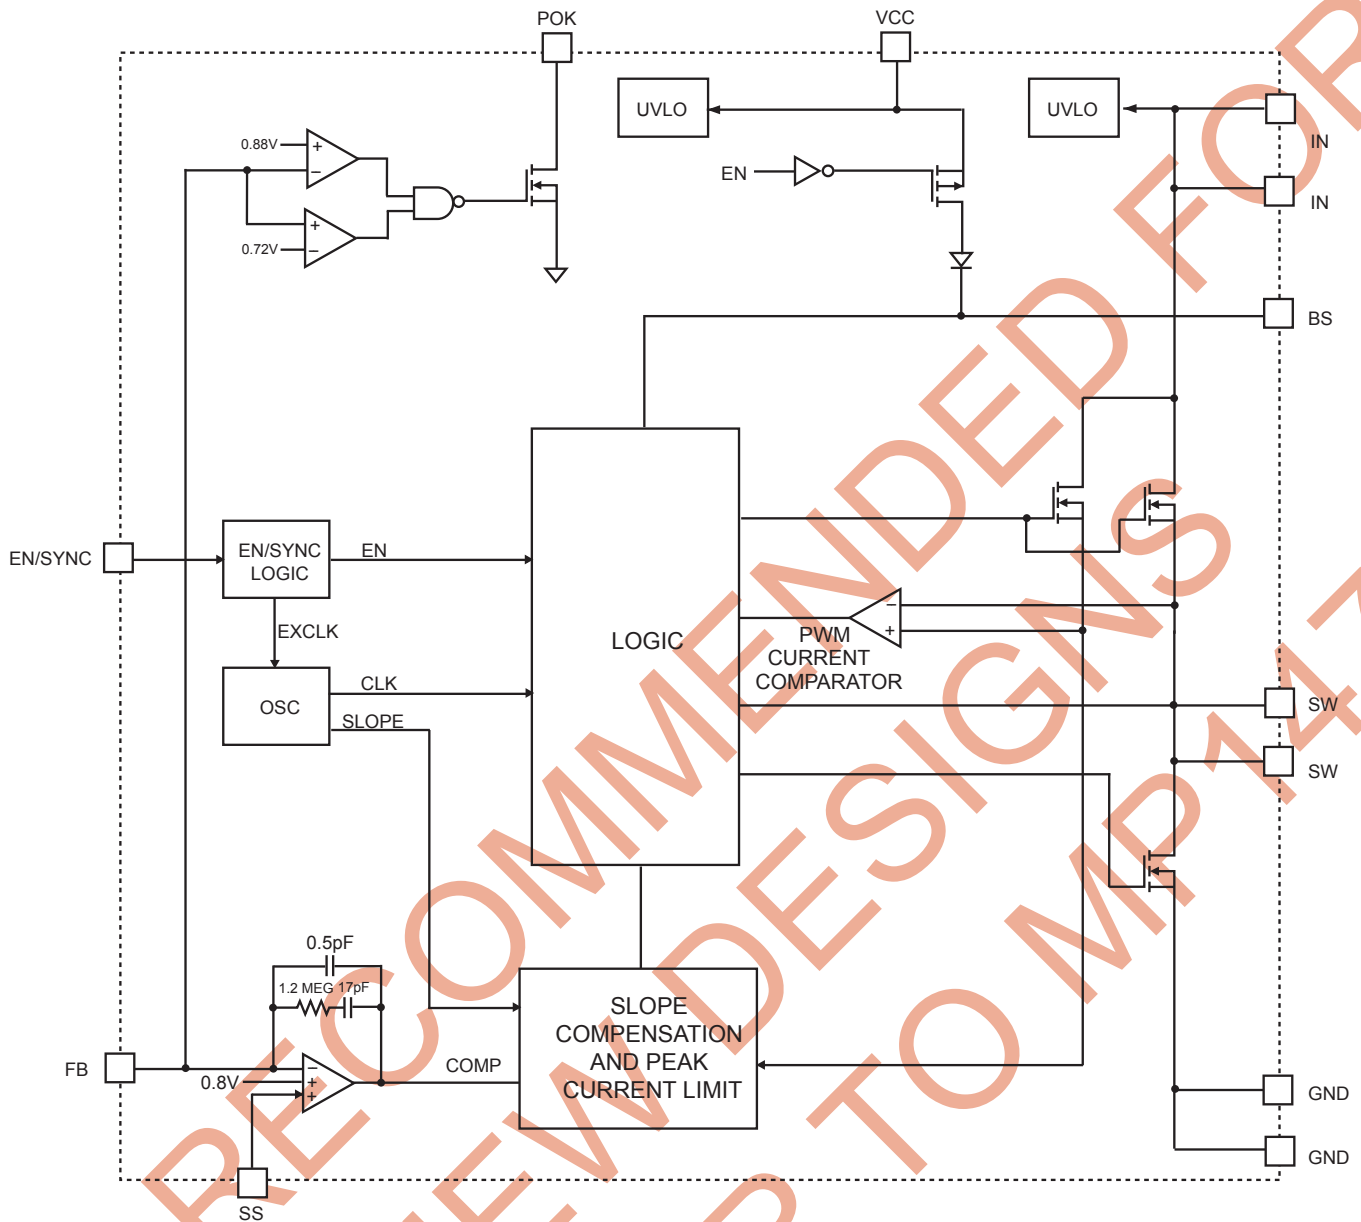 POK
VCC
UVLO
UVLO
IN
0.88V
+
−
EN
IN
+
0.72V
−
BS
EN/SYNC
EN/SYNC
LOGIC
EN
EXCLK
LOGIC
−
+
PWM
CURRENT
COMPARATOR
OSC
CLK
SLOPE
SW
SW
0.5pF
1.2 MEG
17pF
SLOPE
COMPENSATION
AND PEAK
CURRENT LIMIT
FB
−
0.8V
+
+
COMP
GND
GND
SS
RECOMMENDED FOR
NEW DESIGNS
TO MP147